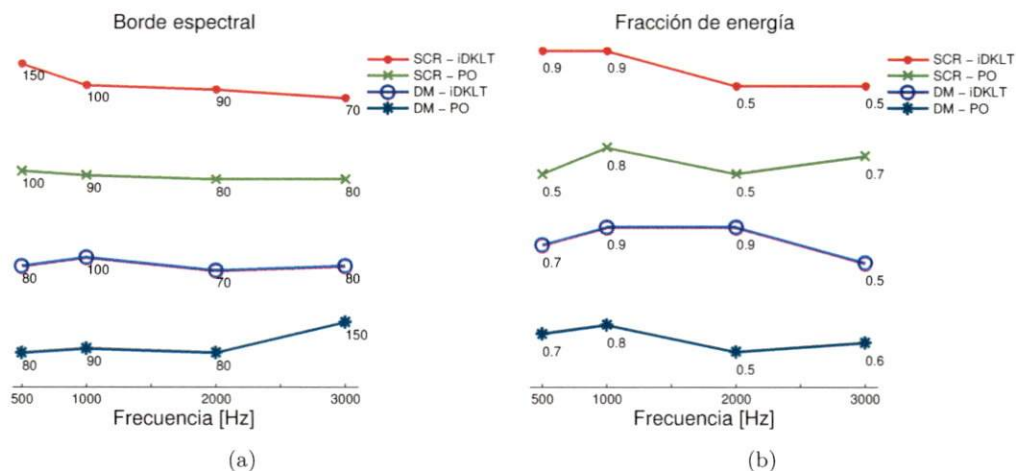 Borde espectral
SCR – iDKLT
SCR – PO
DM – iDKLT
DM – PO
150
100
90
70
100
90
80
80
80
100
70
80
80
90
80
150
500
1000
2000
3000
Frecuencia [Hz]
(a)
Fracción de energía
SCR – iDKLT
SCR – PO
DM – iDKLT
DM – PO
0.9
0.9
0.5
0.5
0.5
0.8
0.5
0.7
0.7
0.9
0.9
0.5
0.7
0.8
0.5
0.6
500
1000
2000
3000
Frecuencia [Hz]
(b)